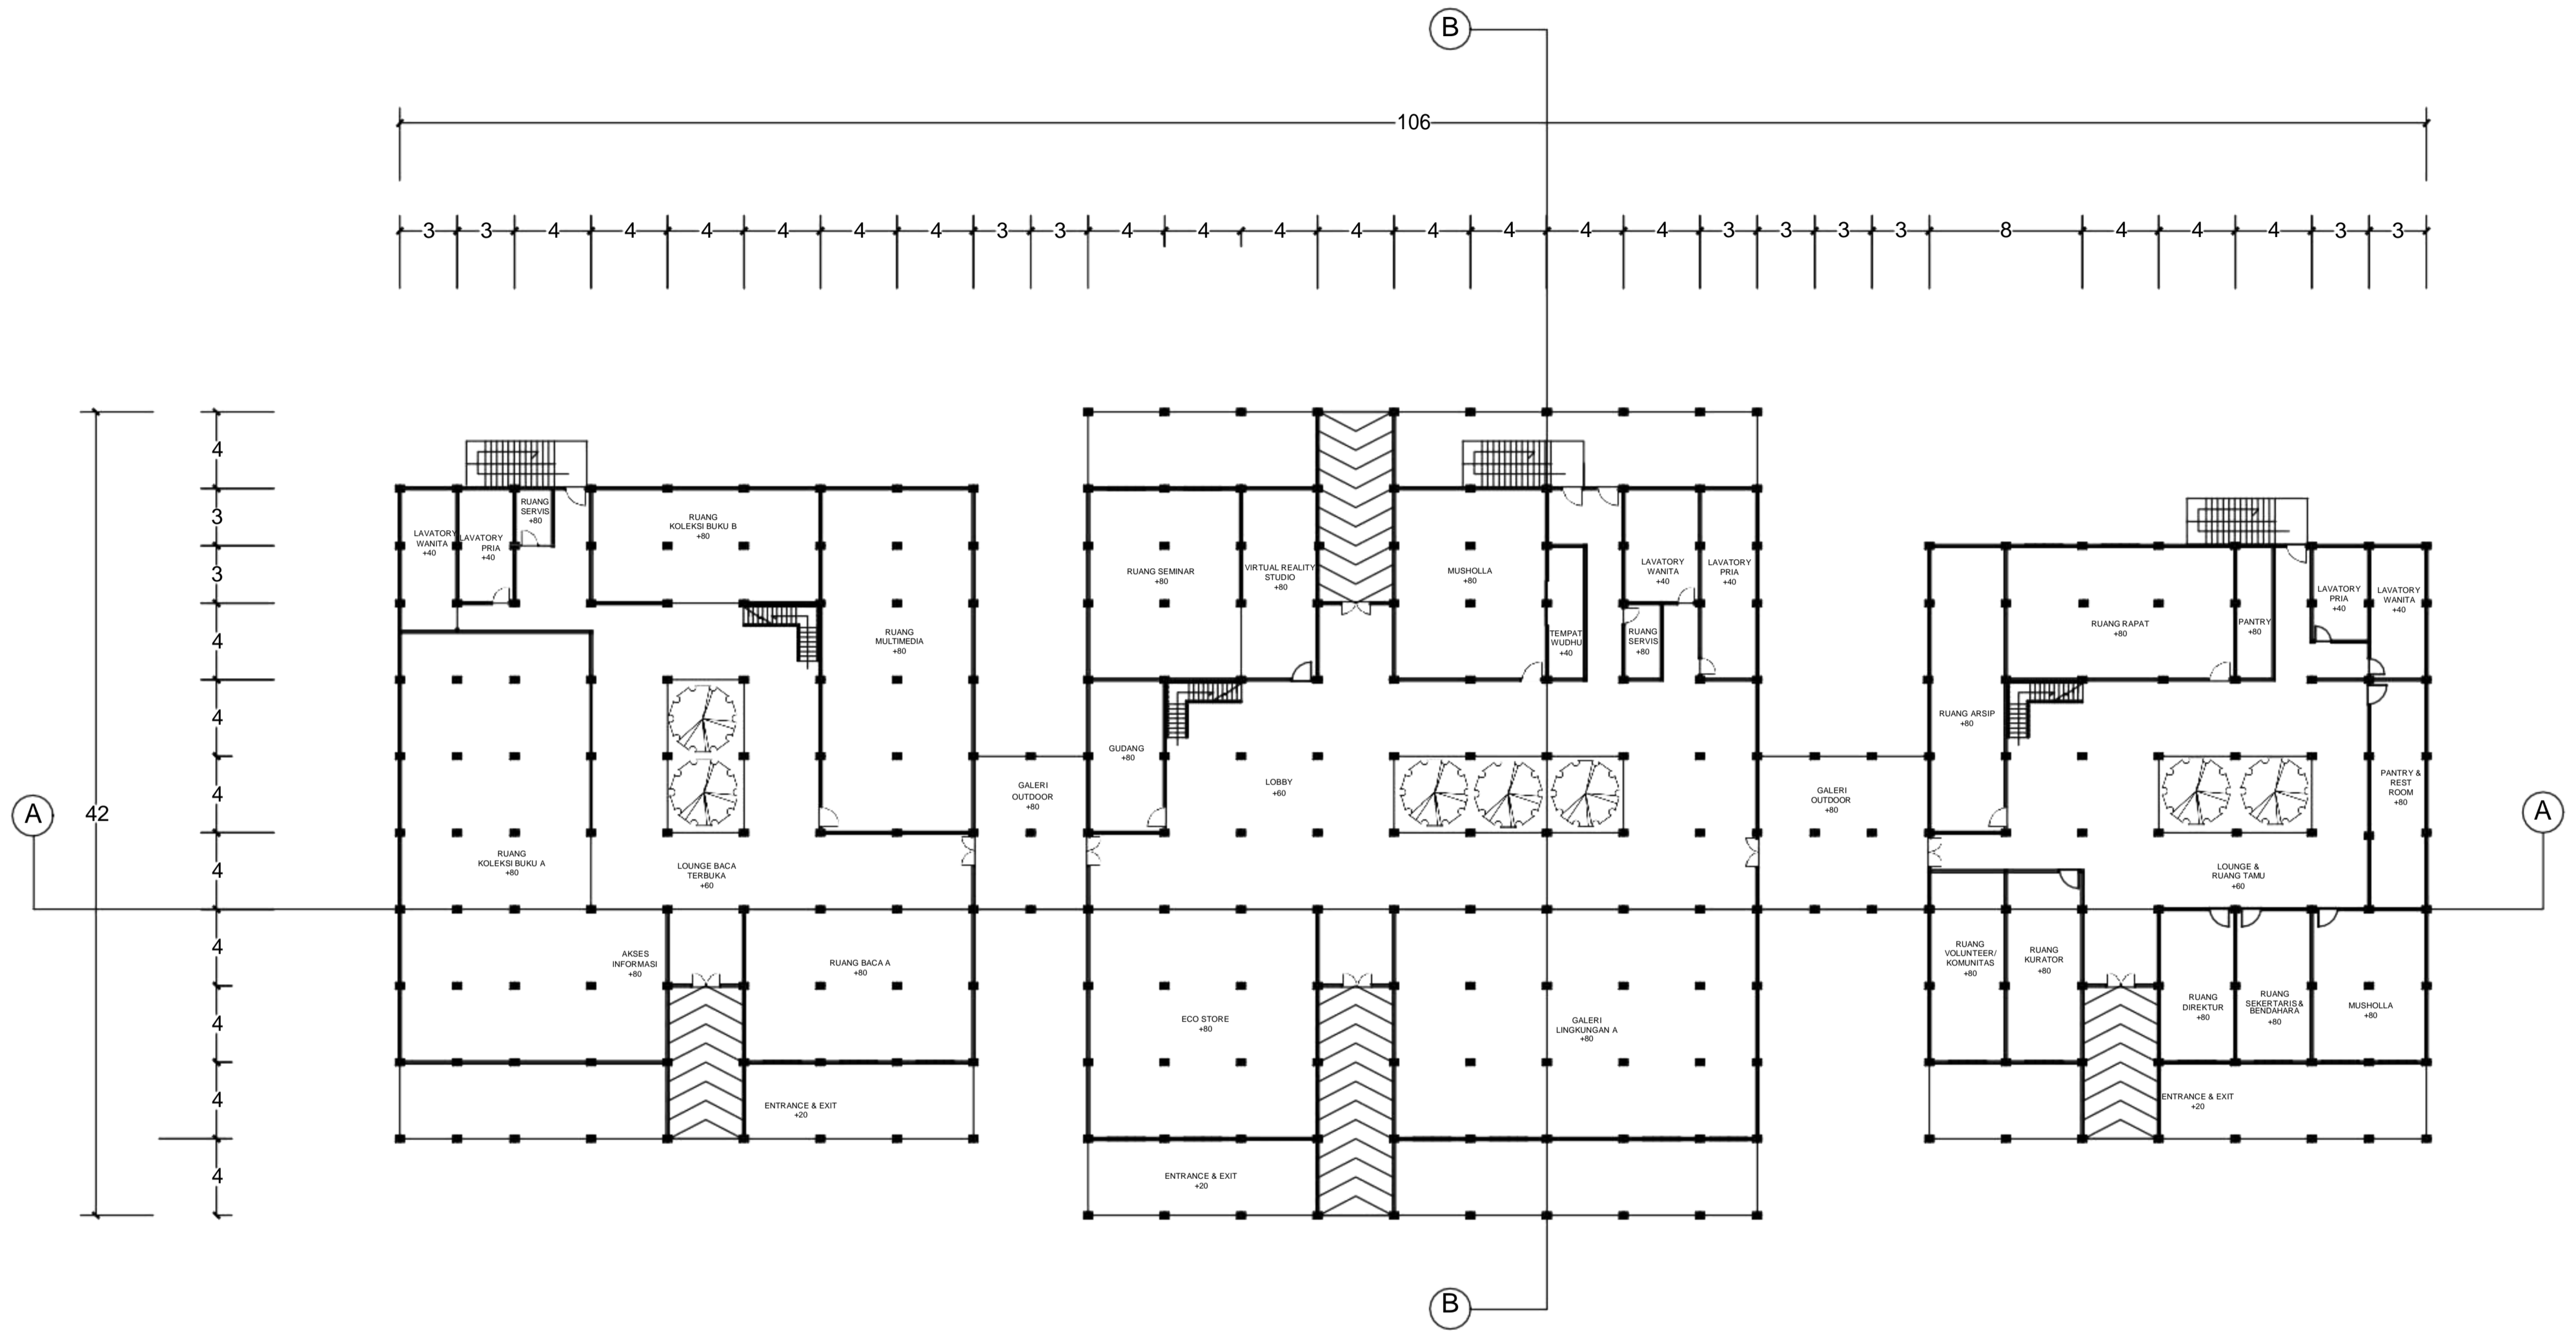 B
106
3 3 4 4 4 4 4 4 3 3 4 4 4 4 4 4 4 4 3 3 3 3 8 4 4 4 3 3
42
4
3
3
4
4
4
4
4
4
4
4
A
A
LAVATORY
WANITA
+40
LAVATORY
PRIA
+40
RUANG
SERVIS
+80
RUANG
KOLEKSI BUKU B
+80
RUANG
MULTIMEDIA
+80
RUANG
KOLEKSI BUKU A
+80
LOUNGE BACA
TERBUKA
+60
AKSES
INFORMASI
+80
RUANG BACA A
+80
ENTRANCE & EXIT
+20
GALERI
OUTDOOR
+80
RUANG SEMINAR
+80
VIRTUAL REALITY
STUDIO
+80
MUSHOLLA
+80
TEMPAT
WUDHU
+40
LAVATORY
WANITA
+40
LAVATORY
PRIA
+40
RUANG
SERVIS
+80
GUDANG
+80
LOBBY
+60
ECO STORE
+80
GALERI
LINGKUNGAN A
+80
ENTRANCE & EXIT
+20
GALERI
OUTDOOR
+80
RUANG ARSIP
+80
RUANG RAPAT
+80
PANTRY
+80
LAVATORY
PRIA
+40
LAVATORY
WANITA
+40
PANTRY &
REST
ROOM
+80
LOUNGE &
RUANG TAMU
+60
RUANG
VOLUNTEER/
KOMUNITAS
+80
RUANG
KURATOR
+80
RUANG
DIREKTUR
+80
RUANG
SEKERTARIS &
BENDAHARA
+80
MUSHOLLA
+80
ENTRANCE & EXIT
+20
B